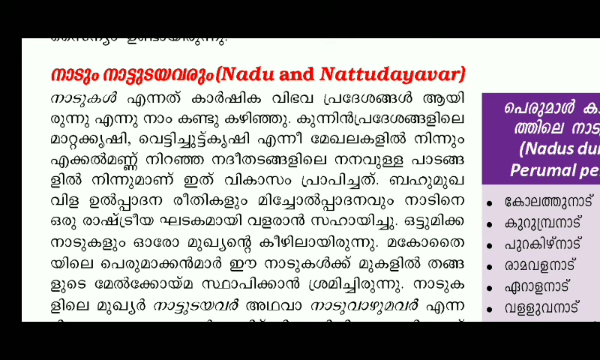 നാടും നാട്ടുടയവരും (Nadu and Nattudayavar)
നാടുകൾ എന്നത് കാർഷിക വിഭവ പ്രദേശങ്ങൾ ആയി
രുന്നു എന്നു നാം കണ്ടു കഴിഞ്ഞു. കുന്നിൻപ്രദേശങ്ങളിലെ
മാറ്റക്കൃഷി, വെട്ടിച്ചുട്ട്കൃഷി എന്നീ മേഖലകളിൽ നിന്നും
എക്കൽമണ്ണ് നിറഞ്ഞ നദീതടങ്ങളിലെ നനവുള്ള പാടങ്ങ
ളിൽ നിന്നുമാണ് ഇത് വികാസം പ്രാപിച്ചത്. ബഹുമുഖ
വിള ഉൽപ്പാദന രീതികളും മിച്ചോൽപ്പാദനവും നാടിനെ
ഒരു രാഷ്ട്രീയ ഘടകമായി വളരാൻ സഹായിച്ചു. ഒട്ടുമിക്ക
നാടുകളും ഓരോ മുഖ്യന്റെ കീഴിലായിരുന്നു. മകോതൈ
യിലെ പെരുമാക്കൻമാർ ഈ നാടുകൾക്ക് മുകളിൽ തങ്ങ
ളുടെ മേൽക്കോയ്മ സ്ഥാപിക്കാൻ ശ്രമിച്ചിരുന്നു. നാടുക
ളിലെ മുഖ്യർ നാട്ടുടയവർ അഥവാ നാടുവാഴുമവർ എന്ന
പെരുമാൾ കാ
ത്തിലെ നാടു
(Nadus du
Perumal pe
• കോലത്തുനാട്
• കുറുമ്പ്രനാട്
• പുറകിഴ്നാട്
• രാമവളനാട്
• ഏറാളനാട്
• വളളുവനാട്